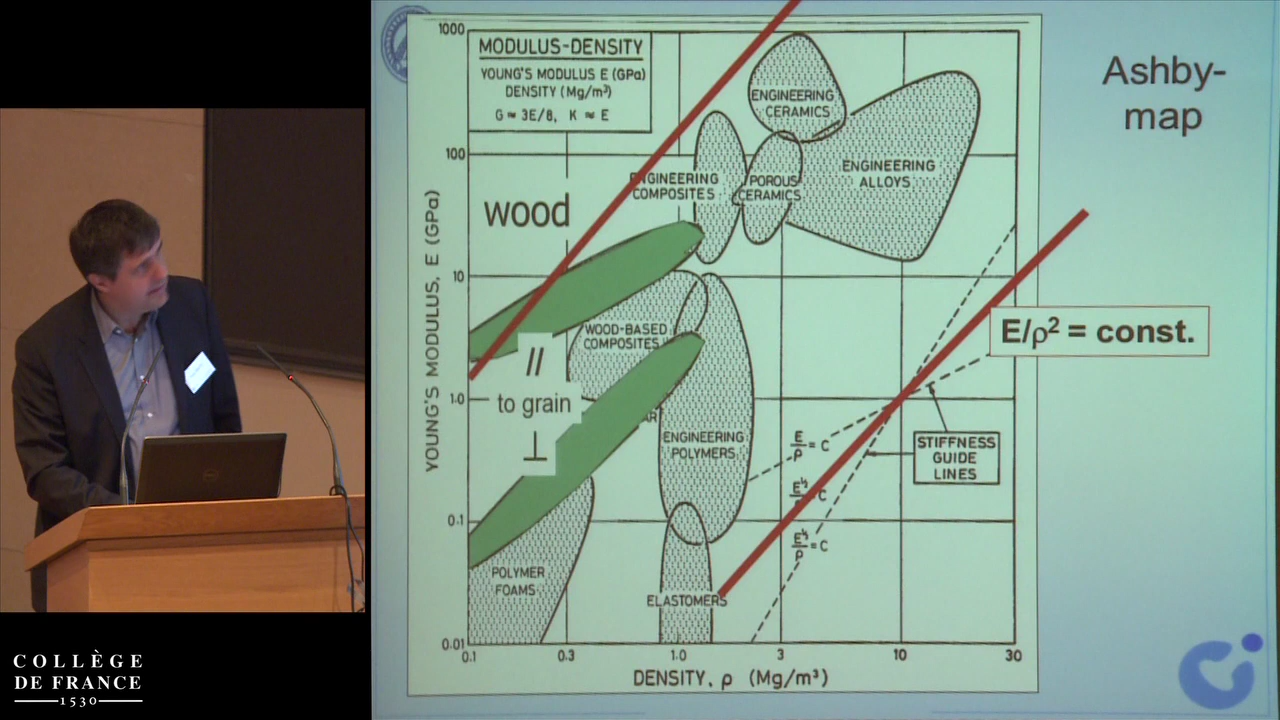 Ashby-
map
MODULUS-DENSITY
YOUNG'S MODULUS E (GPa)
DENSITY (Mg/m³)
G ≈ 3E/8, K ≈ E
1000
100
10
1.0
0.1
0.01
YOUNG'S MODULUS, E (GPa)
ENGINEERING
CERAMICS
ENGINEERING
COMPOSITES
POROUS
CERAMICS
ENGINEERING
ALLOYS
wood
WOOD-BASED
COMPOSITES
//
to grain
⊥
ENGINEERING
POLYMERS
E/ρ² = const.
E/ρ = C
STIFFNESS
GUIDE
LINES
POLYMER
FOAMS
ELASTOMERS
0.1
0.3
1.0
3
10
30
DENSITY, ρ (Mg/m³)
COLLÈGE
DE FRANCE
1530